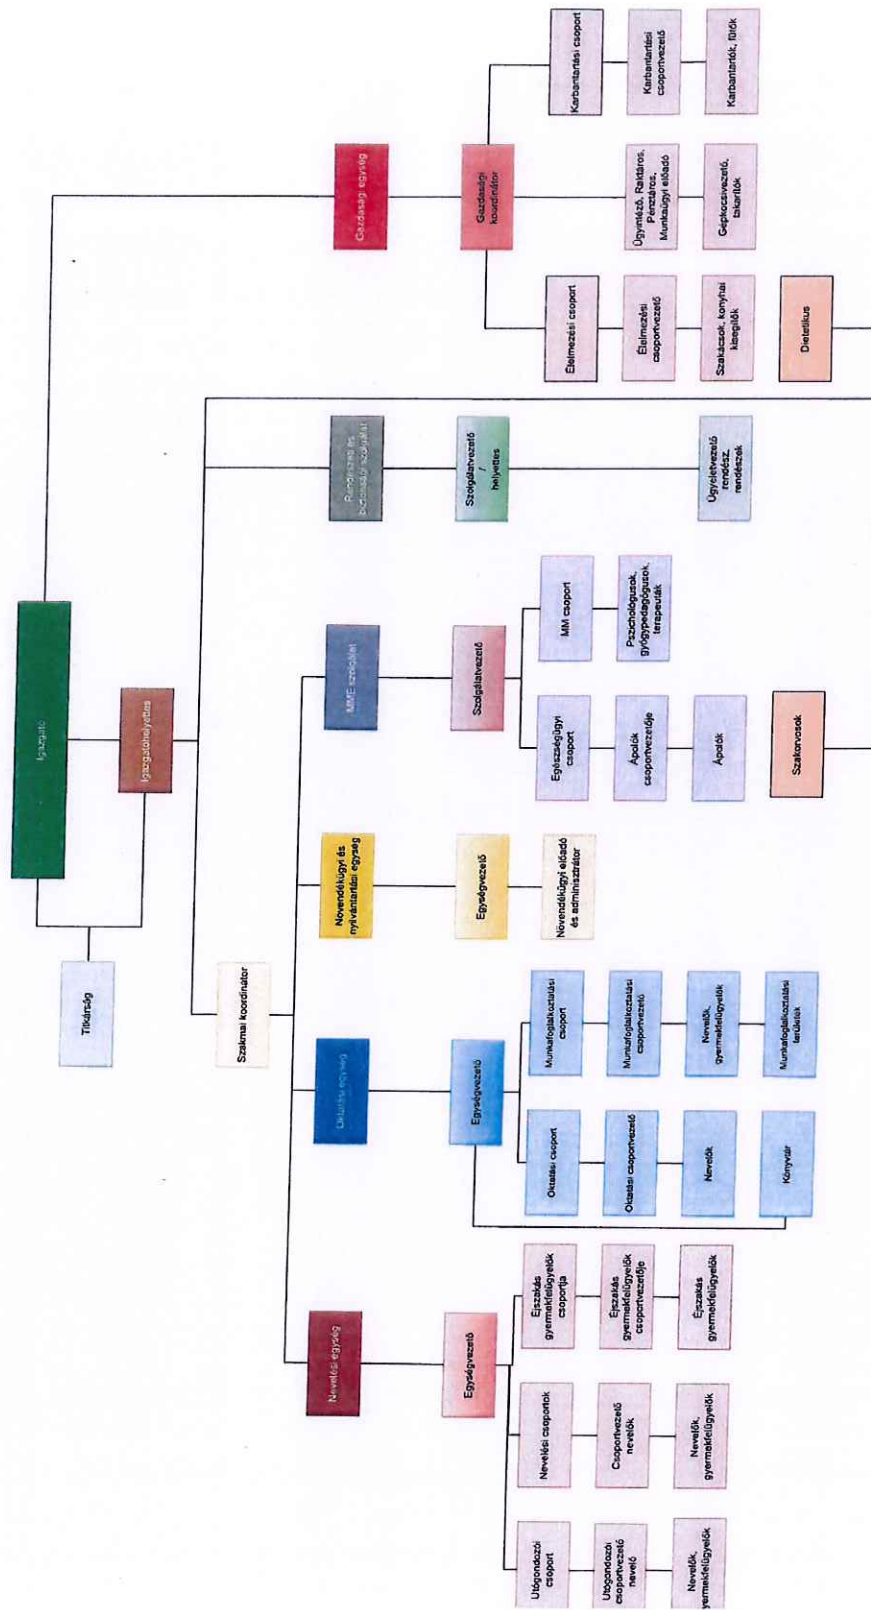 Igazgató
Titkárság
Igazgatóhelyettes
Szakmai koordinátor
Nevelési egység
Oktatási egység
Növendékügyi és
nyilvántartási egység
MME szolgálat
Rendészeti és
biztonsági szolgálat
Gazdasági egység
Egységvezető
Egységvezető
Egységvezető
Szolgálatvezető
Szolgálatvezető
/
helyettes
Gazdasági
koordinátor
Utógondozói
csoport
Nevelési csoportok
Éjszakás
gyermekfelügyelők
csoportja
Oktatási csoport
Munkafoglalkoztatási
csoport
Növendékügyi előadó
és adminisztrátor
Egészségügyi
csoport
MM csoport
Élelmezési csoport
Karbantartási csoport
Utógondozói
csoportvezető
nevelő
Csoportvezető
nevelők
Éjszakás
gyermekfelügyelők
csoportvezetője
Oktatási csoportvezető
Munkafoglalkoztatási
csoportvezető
Ápolók
csoportvezetője
Pszichológusok,
gyógypedagógusok,
terapeuták
Élelmezési
csoportvezető
Ügyintéző, Raktáros,
Pénztáros,
Munkaügyi előadó
Karbantartási
csoportvezető
Nevelők,
gyermekfelügyelők
Nevelők,
gyermekfelügyelők
Éjszakás
gyermekfelügyelők
Nevelők
Nevelők,
gyermekfelügyelők
Ápolók
Ügyeletvezető
rendész,
rendészek
Szakácsok, konyhai
kisegítők
Gépkocsivezető,
takarítók
Karbantartók, fűtők
Könyvtár
Munkafoglalkoztatási
területek
Szakorvosok
Dietetikus